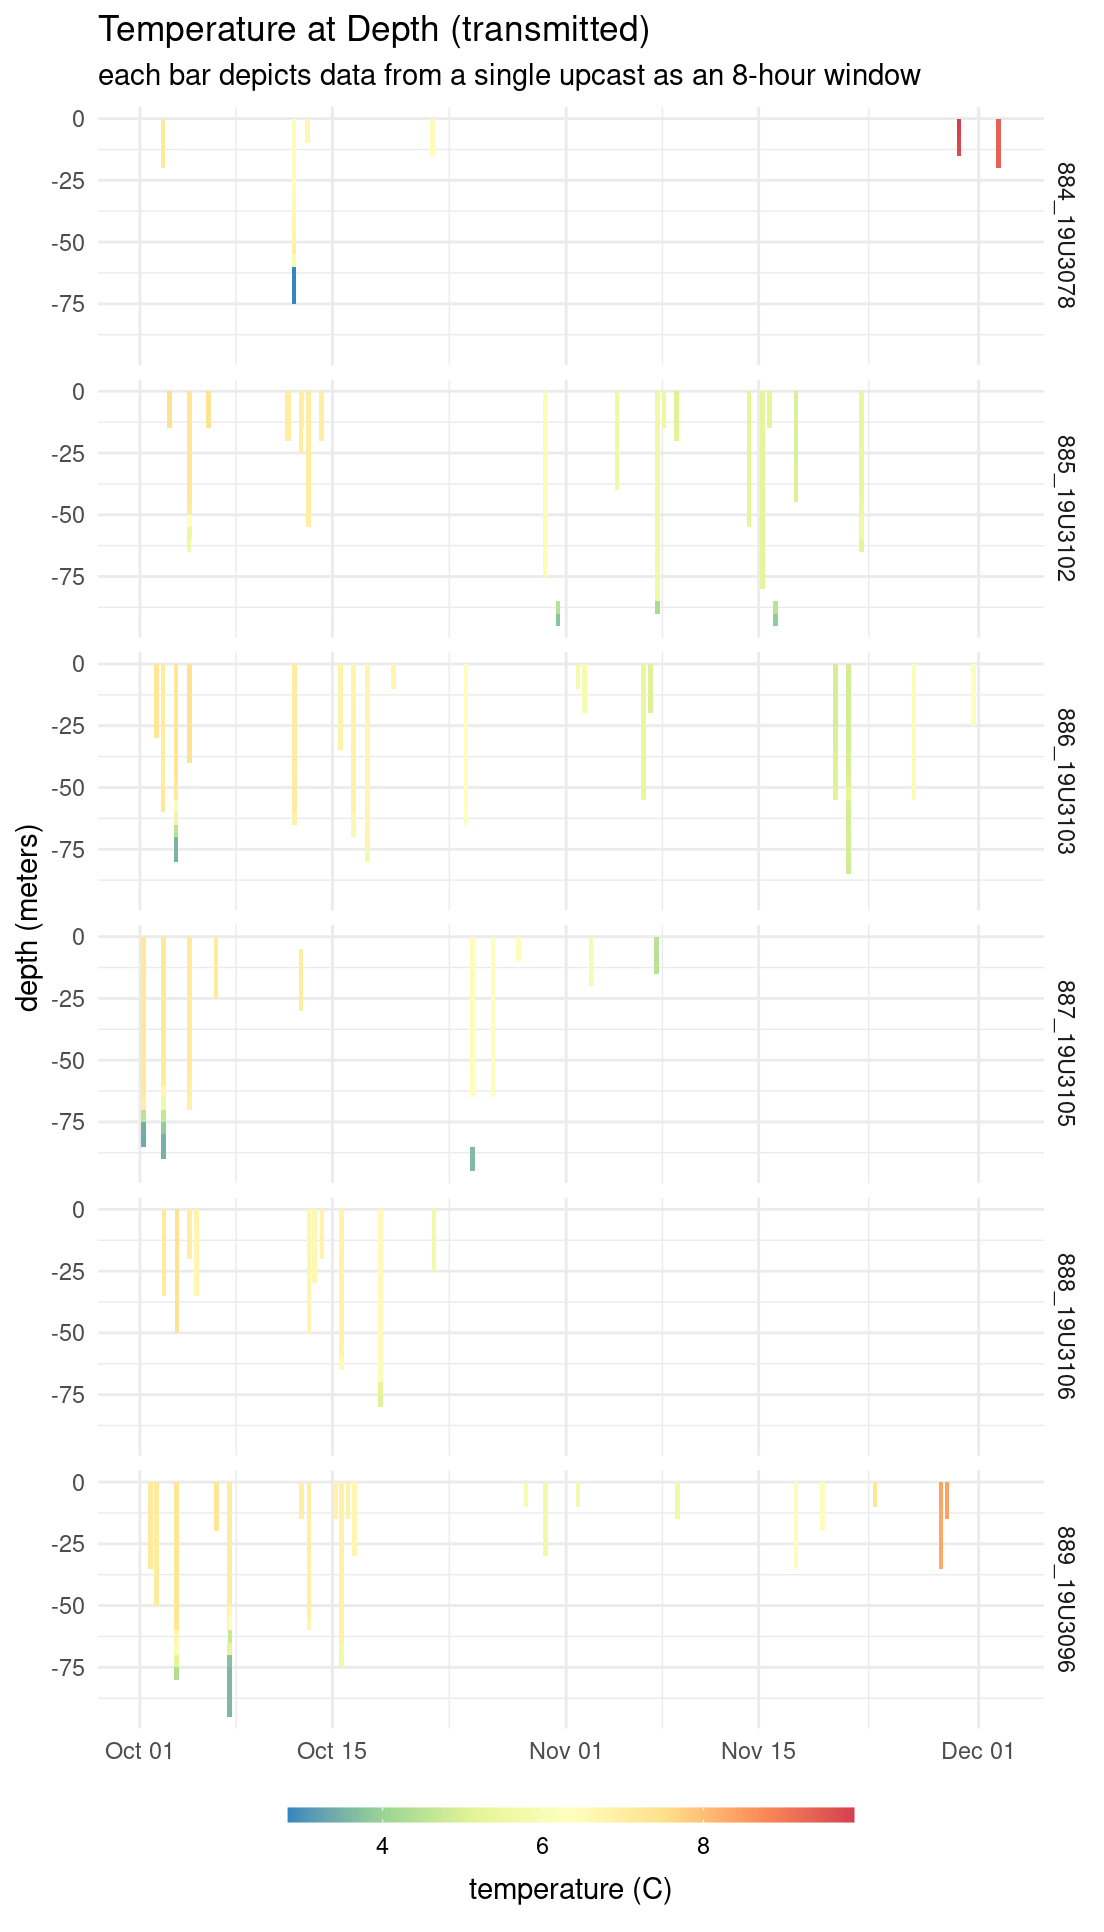 Temperature at Depth (transmitted)
each bar depicts data from a single upcast as an 8-hour window
0
-25
-50
-75
884_19U3078
0
-25
-50
-75
885_19U3102
0
-25
-50
-75
886_19U3103
depth (meters)
0
-25
-50
-75
887_19U3105
0
-25
-50
-75
888_19U3106
0
-25
-50
-75
889_19U3096
Oct 01 Oct 15 Nov 01 Nov 15 Dec 01
4 6 8
temperature (C)